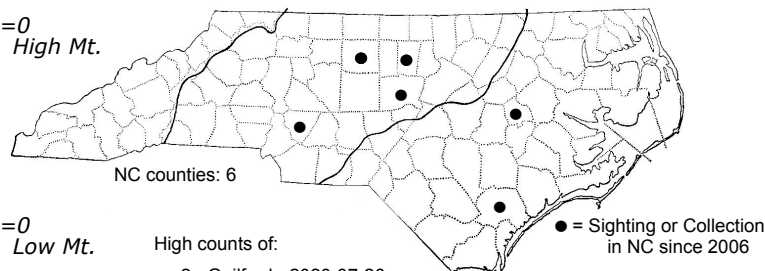 =0
High Mt.
NC counties: 6
=0
Low Mt.
High counts of:
● = Sighting or Collection
in NC since 2006